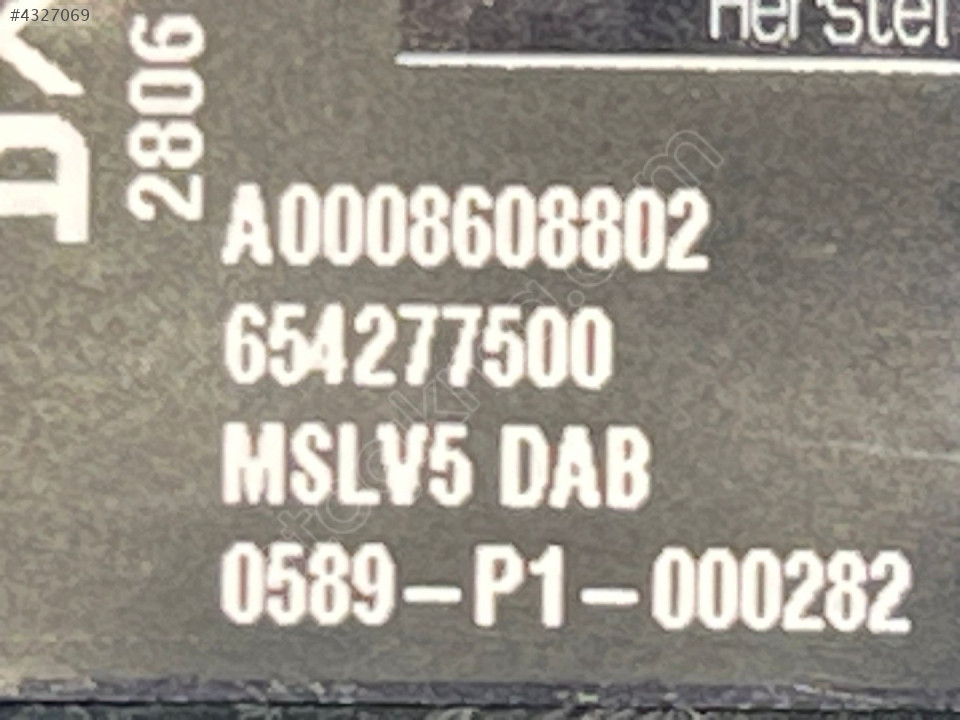 #4327069
Herstel
2806
A0008608802
654277500
MSLV5 DAB
0589-P1-000282